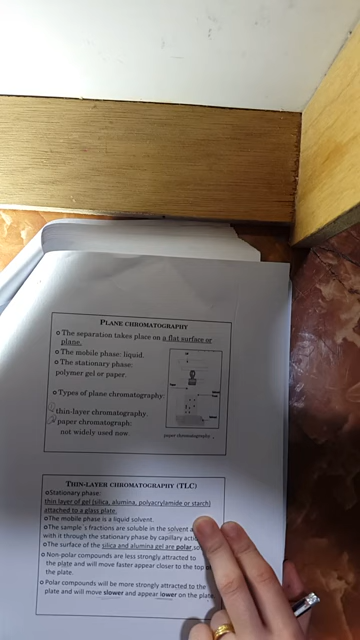 PLANE CHROMATOGRAPHY
The separation takes place on a flat surface or
plane.
The mobile phase: liquid.
The stationary phase:
polymer gel or paper.
Types of plane chromatography
thin-layer chromatography
paper chromatography:
not widely used now.
paper chromatography
THIN-LAYER CHROMATOGRAPHY (TLC)
Stationary phase:
thin layer of gel (silica, alumina, polyacrylamide or starch)
attached to a glass plate.
The mobile phase is a liquid solvent.
The sample`s fractions are soluble in the solvent
with it through the stationary phase by capillary
The surface of the silica and alumina gel are polar,
Non-polar compounds are less strongly attracted to
the plate and will move faster appear closer to the top
the plate.
Polar compounds will be more strongly attracted to the
plate and will move slower and appear lower on the plate